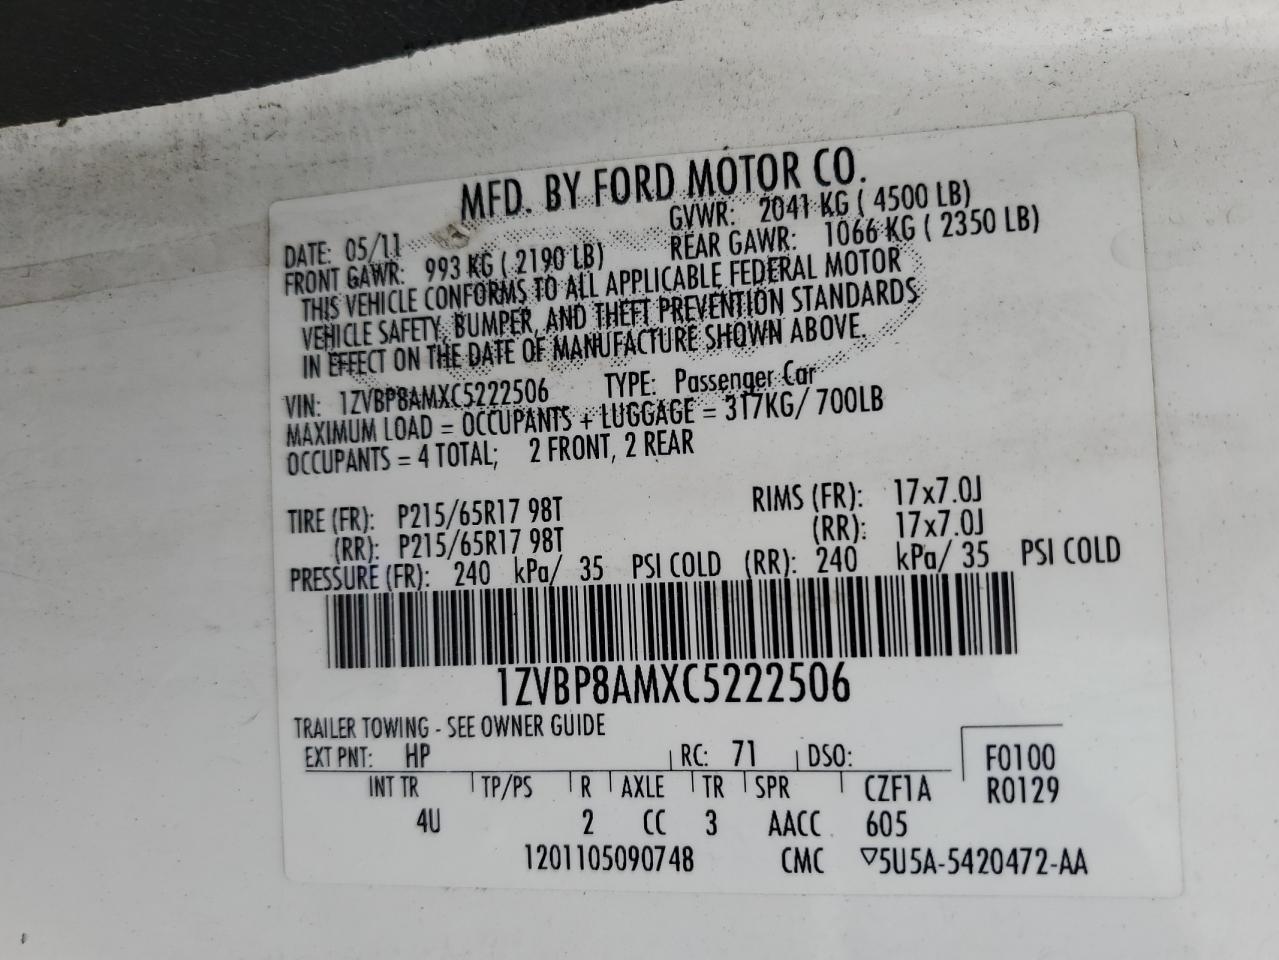 MFD. BY FORD MOTOR CO.
DATE: 05/11 GVWR: 2041 KG ( 4500 LB)
FRONT GAWR: 993 KG ( 2190 LB) REAR GAWR: 1066 KG ( 2350 LB)
THIS VEHICLE CONFORMS TO ALL APPLICABLE FEDERAL MOTOR
VEHICLE SAFETY, BUMPER, AND THEFT PREVENTION STANDARDS
IN EFFECT ON THE DATE OF MANUFACTURE SHOWN ABOVE.
VIN: 1ZVBP8AMXC5222506 TYPE: Passenger Car
MAXIMUM LOAD = OCCUPANTS + LUGGAGE = 317KG/ 700LB
OCCUPANTS = 4 TOTAL; 2 FRONT, 2 REAR
TIRE (FR): P215/65R17 98T RIMS (FR): 17x7.0J
(RR): P215/65R17 98T (RR): 17x7.0J
PRESSURE (FR): 240 kPa/ 35 PSI COLD (RR): 240 kPa/ 35 PSI COLD
1ZVBP8AMXC5222506
TRAILER TOWING - SEE OWNER GUIDE
EXT PNT: HP RC: 71 DSO: F0100
INT TR TP/PS R AXLE TR SPR CZF1A R0129
4U 2 CC 3 AACC 605
1201105090748 CMC ▽5U5A-5420472-AA